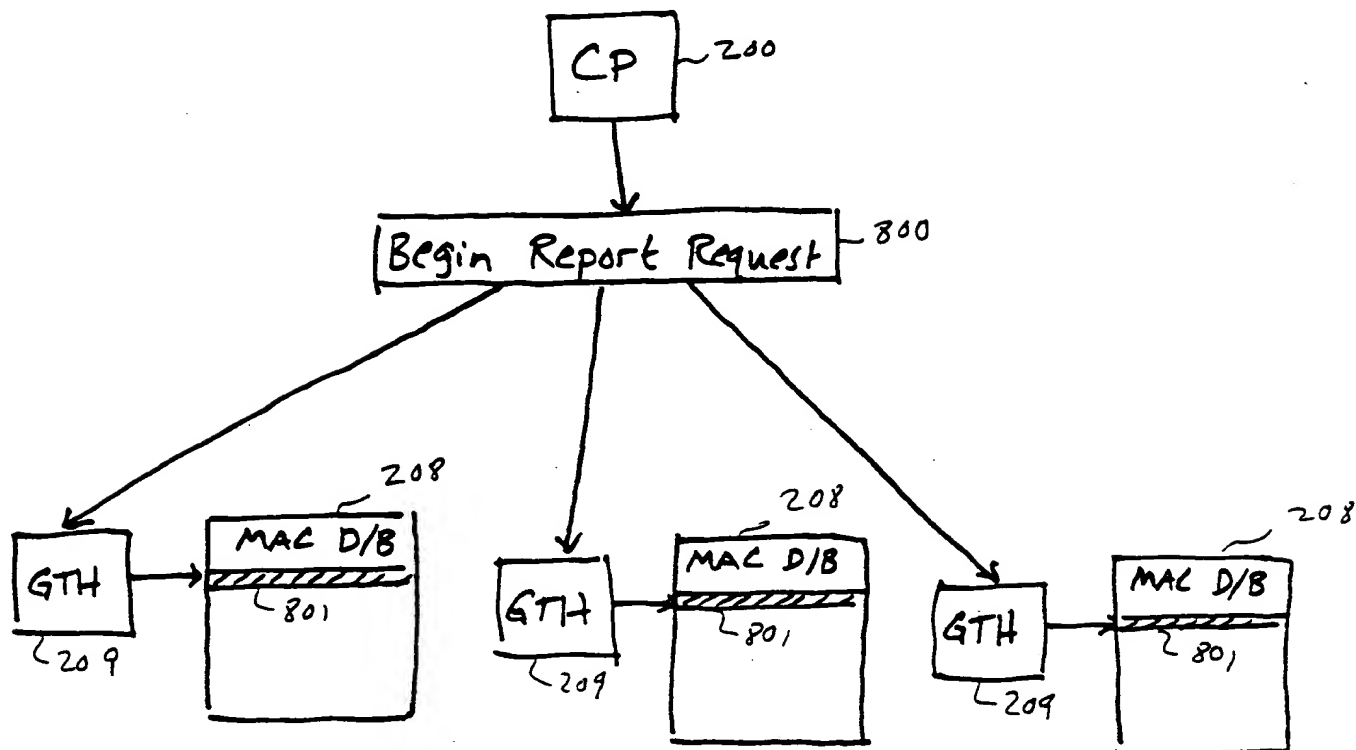 CP
200
Begin Report Request
800
208
MAC D/B
GTH
801
209
208
MAC D/B
GTH
801
209
208
MAC D/B
GTH
801
209